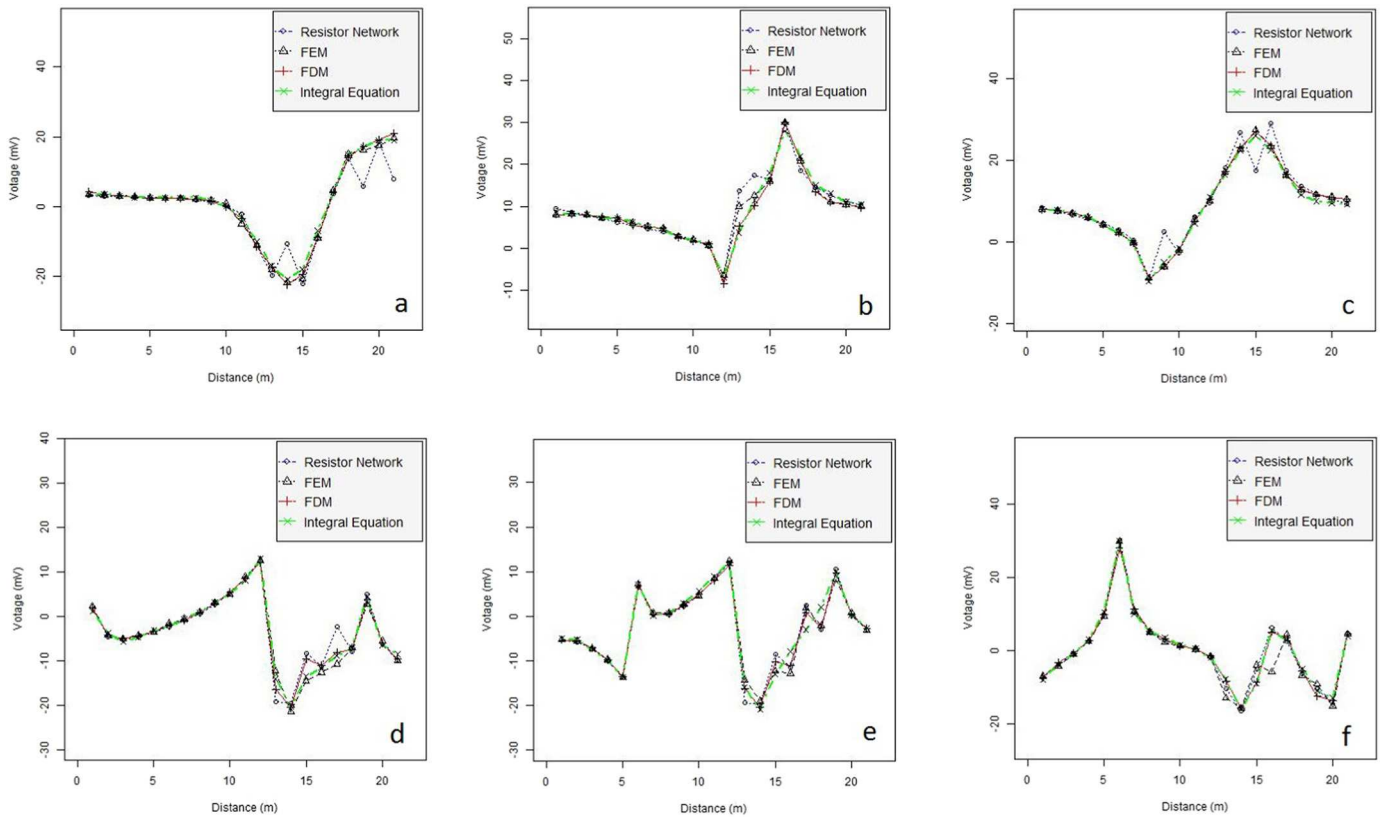 Resistor Network
FEM
FDM
Integral Equation
Votage (mV)
40
20
0
-20
0 5 10 15 20
Distance (m)
a
Resistor Network
FEM
FDM
Integral Equation
Votage (mV)
50
40
30
20
10
0
-10
0 5 10 15 20
Distance (m)
b
Resistor Network
FEM
FDM
Integral Equation
Votage (mV)
40
20
0
-20
0 5 10 15 20
Distance (m)
c
Resistor Network
FEM
FDM
Integral Equation
Votage (mV)
40
30
20
10
0
-10
-20
-30
0 5 10 15 20
Distance (m)
d
Resistor Network
FEM
FDM
Integral Equation
Votage (mV)
30
20
10
0
-10
-20
-30
0 5 10 15 20
Distance (m)
e
Resistor Network
FEM
FDM
Integral Equation
Votage (mV)
40
20
0
-20
0 5 10 15 20
Distance (m)
f